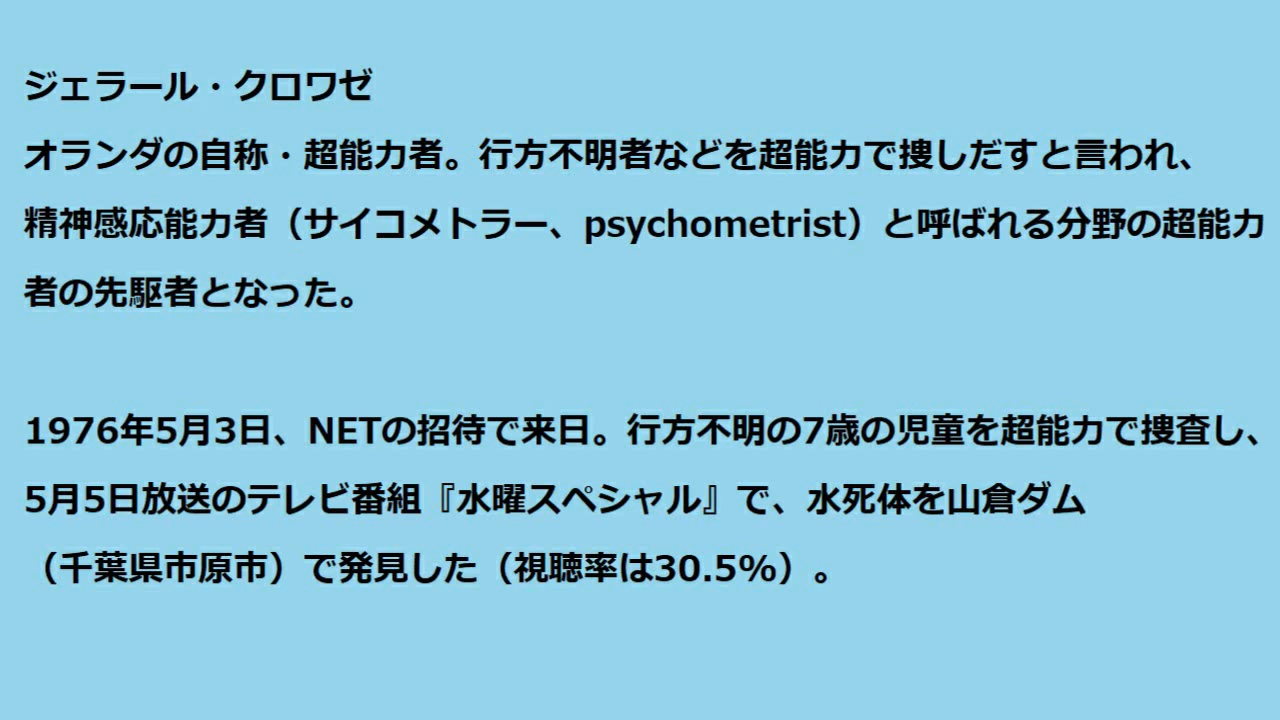 ジェラール・クロワゼ
オランダの自称・超能力者。行方不明者などを超能力で捜しだすと言われ、
精神感応能力者（サイコメトラー、psychometrist）と呼ばれる分野の超能力
者の先駆者となった。
1976年5月3日、NETの招待で来日。行方不明の7歳の児童を超能力で捜査し、
5月5日放送のテレビ番組『水曜スペシャル』で、水死体を山倉ダム
（千葉県市原市）で発見した（視聴率は30.5%）。